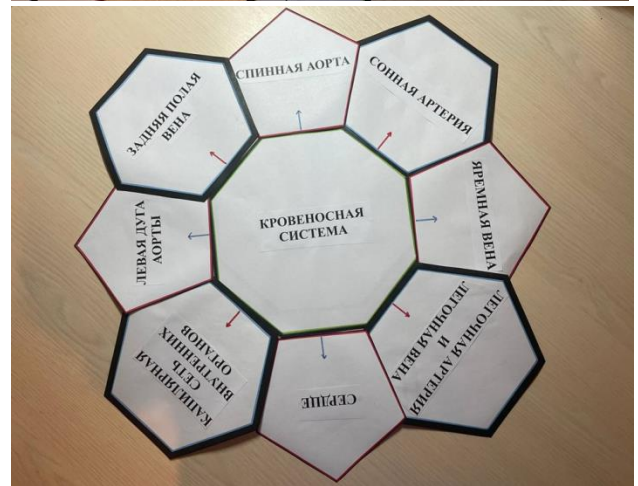 СПИННАЯ АОРТА
СОННАЯ АРТЕРИЯ
ЯРЕМНАЯ ВЕНА
ЛЕГОЧНАЯ АРТЕРИЯ
И
ЛЕГОЧНАЯ ВЕНА
СЕРДЦЕ
КАПИЛЯРНАЯ
СЕТЬ
ВНУТРЕННИХ
ОРГАНОВ
ЛЕВАЯ ДУГА
АОРТЫ
ЗАДНЯЯ ПОЛАЯ
ВЕНА
КРОВЕНОСНАЯ
СИСТЕМА